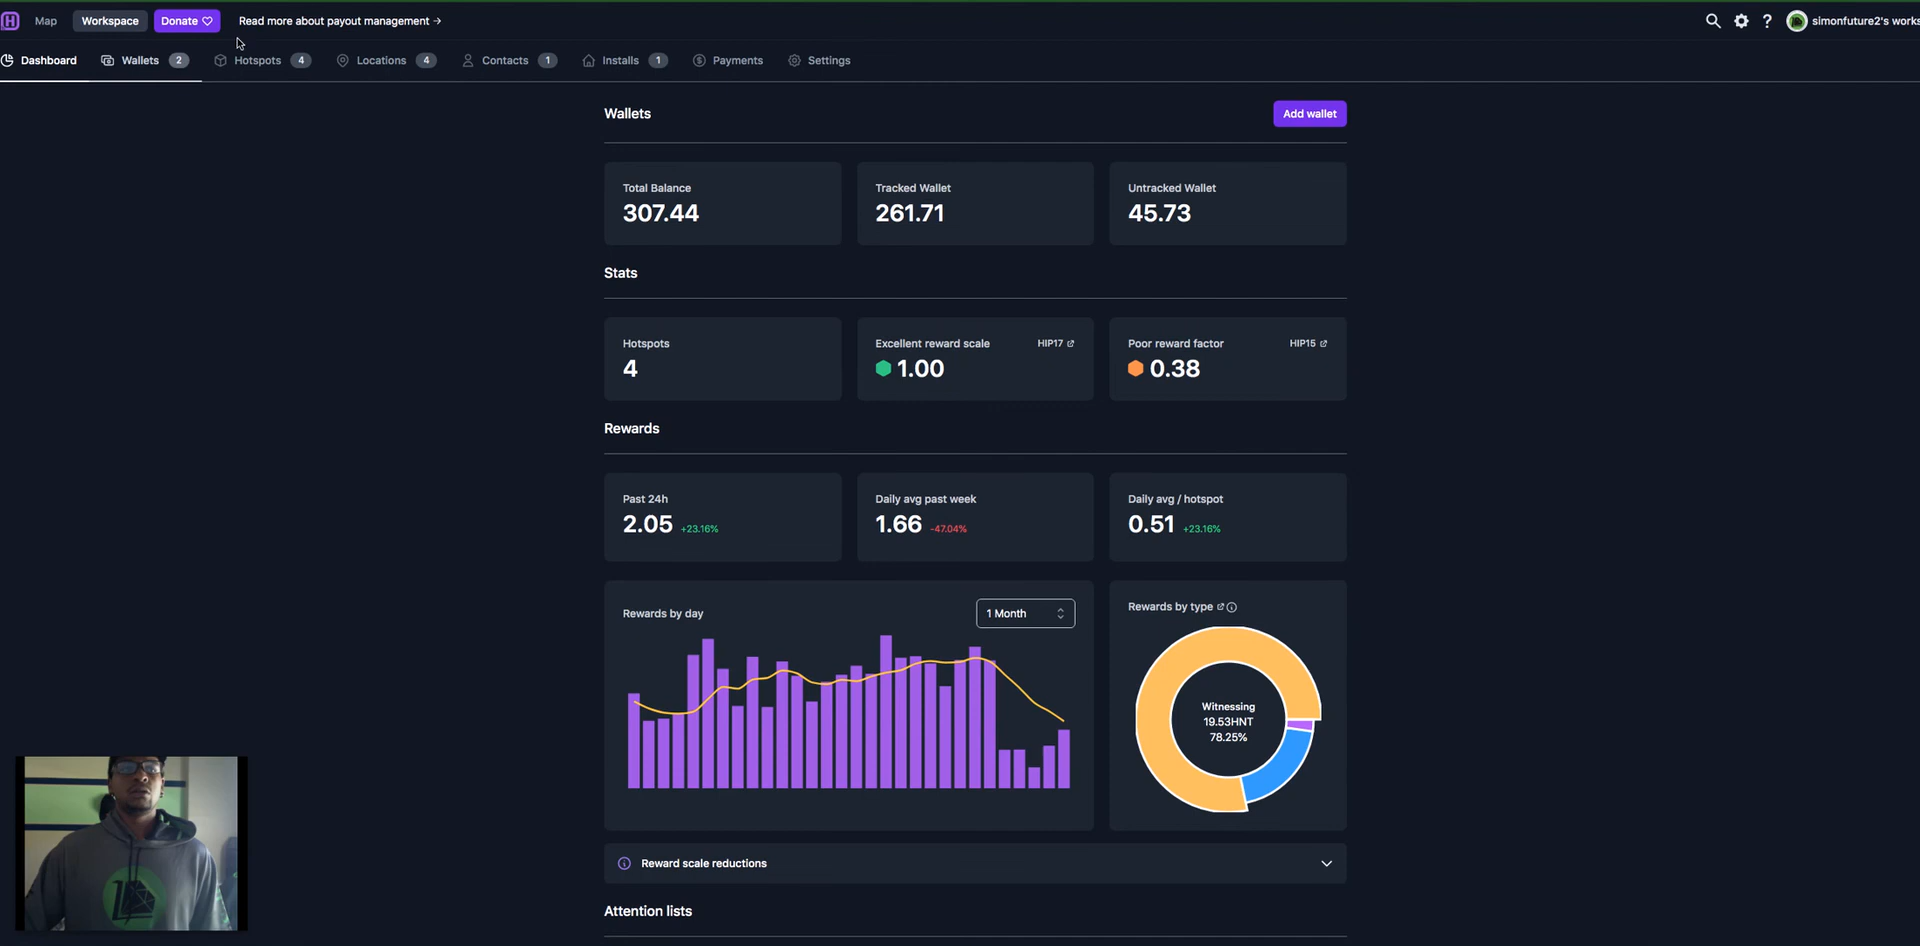 Map Workspace Donate Read more about payout management → simonfuture2's works
Dashboard Wallets 2 Hotspots 4 Locations 4 Contacts 1 Installs 1 Payments Settings
Wallets Add wallet
Total Balance Tracked Wallet Untracked Wallet
307.44 261.71 45.73
Stats
Hotspots Excellent reward scale HIP17 Poor reward factor HIP15
4 1.00 0.38
Rewards
Past 24h Daily avg past week Daily avg / hotspot
2.05 +23.16% 1.66 -47.04% 0.51 +23.16%
Rewards by day 1 Month Rewards by type
Witnessing
19.53HNT
78.25%
Reward scale reductions
Attention lists